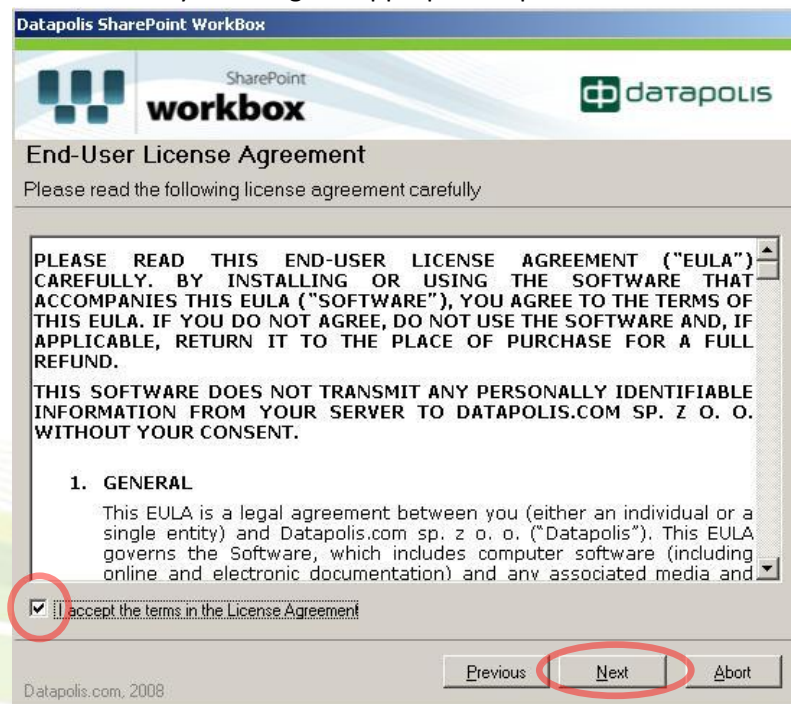 Datapolis SharePoint WorkBox
SharePoint
workbox
datapolis
End-User License Agreement
Please read the following license agreement carefully
PLEASE READ THIS END-USER LICENSE AGREEMENT ("EULA")
CAREFULLY. BY INSTALLING OR USING THE SOFTWARE THAT
ACCOMPANIES THIS EULA ("SOFTWARE"), YOU AGREE TO THE TERMS OF
THIS EULA. IF YOU DO NOT AGREE, DO NOT USE THE SOFTWARE AND, IF
APPLICABLE, RETURN IT TO THE PLACE OF PURCHASE FOR A FULL
REFUND.
THIS SOFTWARE DOES NOT TRANSMIT ANY PERSONALLY IDENTIFIABLE
INFORMATION FROM YOUR SERVER TO DATAPOLIS.COM SP. Z O. O.
WITHOUT YOUR CONSENT.
1. GENERAL
This EULA is a legal agreement between you (either an individual or a
single entity) and Datapolis.com sp. z o. o. ("Datapolis"). This EULA
governs the Software, which includes computer software (including
online and electronic documentation) and any associated media and
I accept the terms in the License Agreement
Previous Next Abort
Datapolis.com, 2008